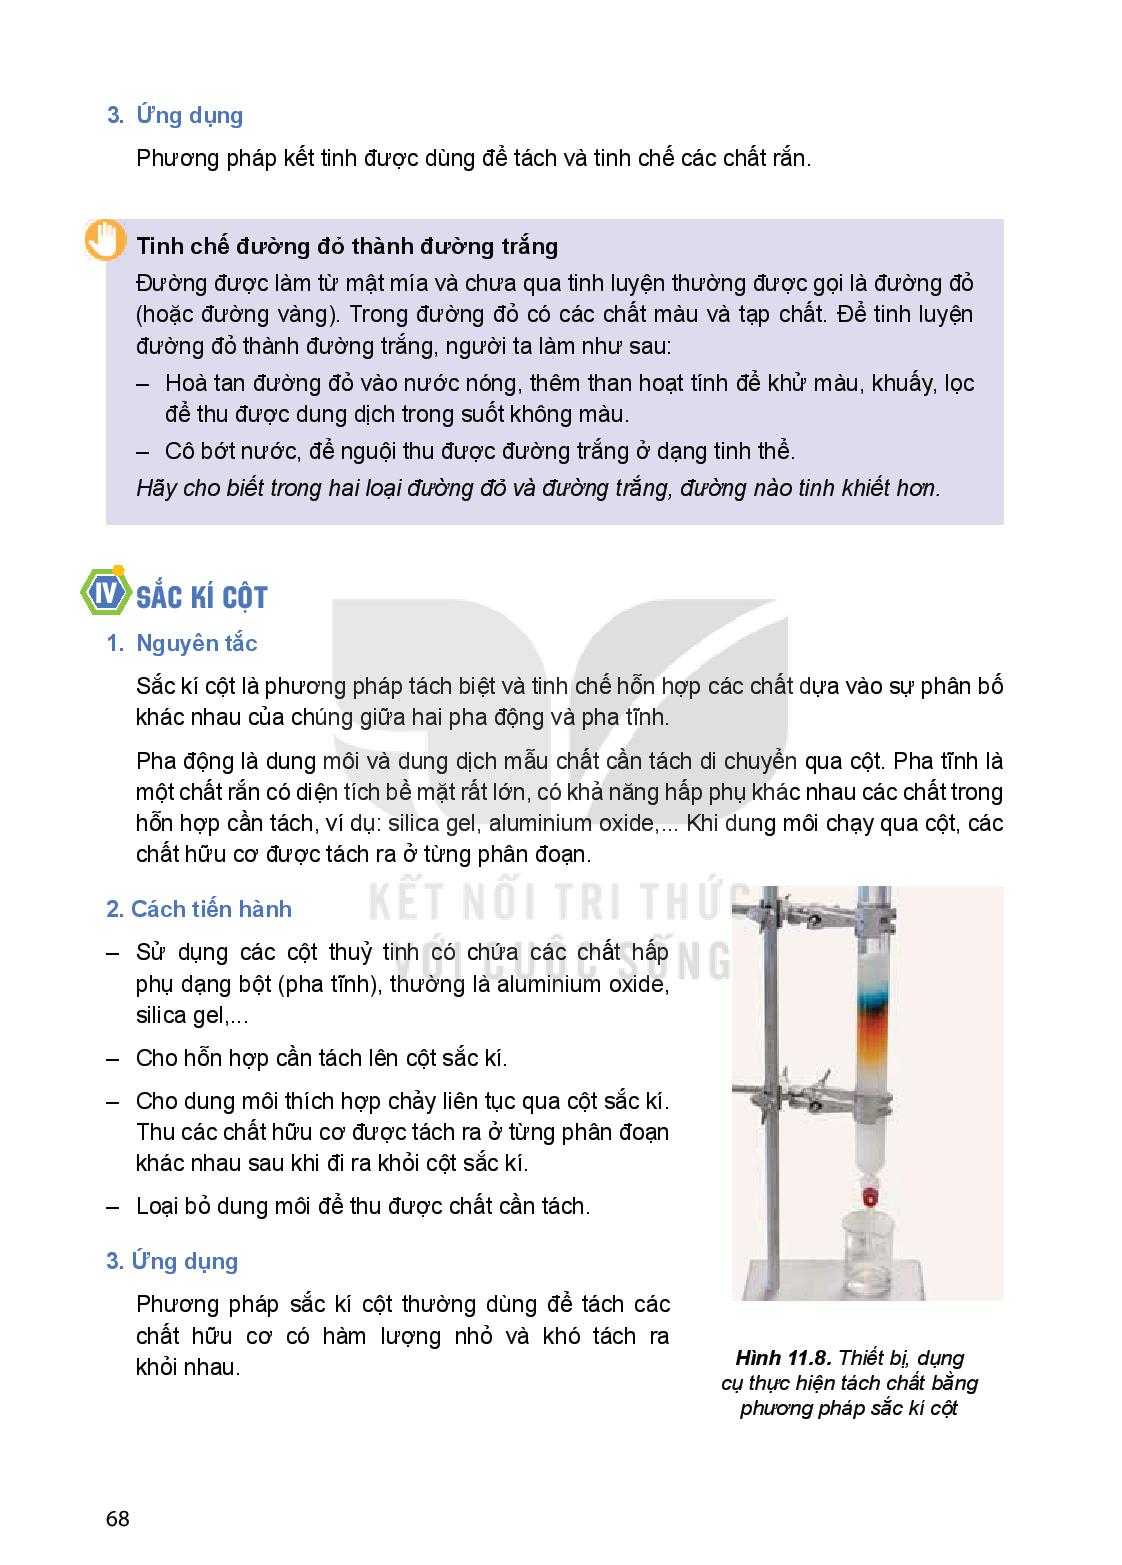 3. Ứng dụng
Phương pháp kết tinh được dùng để tách và tinh chế các chất rắn.
Tinh chế đường đỏ thành đường trắng
Đường được làm từ mật mía và chưa qua tinh luyện thường được gọi là đường đỏ
(hoặc đường vàng). Trong đường đỏ có các chất màu và tạp chất. Để tinh luyện
đường đỏ thành đường trắng, người ta làm như sau:
– Hoà tan đường đỏ vào nước nóng, thêm than hoạt tính để khử màu, khuấy, lọc
để thu được dung dịch trong suốt không màu.
– Cô bớt nước, để nguội thu được đường trắng ở dạng tinh thể.
Hãy cho biết trong hai loại đường đỏ và đường trắng, đường nào tinh khiết hơn.
IV SẮC KÍ CỘT
1. Nguyên tắc
Sắc kí cột là phương pháp tách biệt và tinh chế hỗn hợp các chất dựa vào sự phân bố
khác nhau của chúng giữa hai pha động và pha tĩnh.
Pha động là dung môi và dung dịch mẫu chất cần tách di chuyển qua cột. Pha tĩnh là
một chất rắn có diện tích bề mặt rất lớn, có khả năng hấp phụ khác nhau các chất trong
hỗn hợp cần tách, ví dụ: silica gel, aluminium oxide,... Khi dung môi chạy qua cột, các
chất hữu cơ được tách ra ở từng phân đoạn.
KẾT NỐI TRI THỨC
VỚI CUỘC SỐNG
2. Cách tiến hành
– Sử dụng các cột thuỷ tinh có chứa các chất hấp
phụ dạng bột (pha tĩnh), thường là aluminium oxide,
silica gel,...
– Cho hỗn hợp cần tách lên cột sắc kí.
– Cho dung môi thích hợp chảy liên tục qua cột sắc kí.
Thu các chất hữu cơ được tách ra ở từng phân đoạn
khác nhau sau khi đi ra khỏi cột sắc kí.
– Loại bỏ dung môi để thu được chất cần tách.
3. Ứng dụng
Phương pháp sắc kí cột thường dùng để tách các
chất hữu cơ có hàm lượng nhỏ và khó tách ra
khỏi nhau.
Hình 11.8. Thiết bị, dụng
cụ thực hiện tách chất bằng
phương pháp sắc kí cột
68